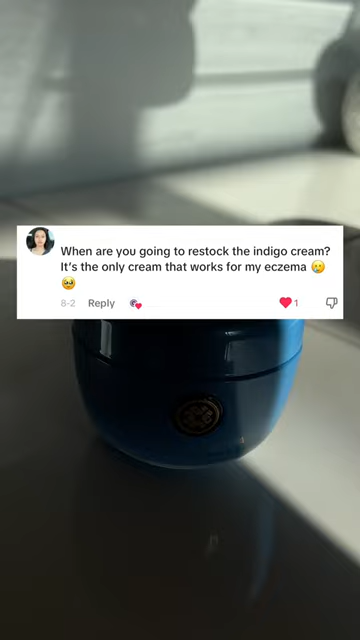 When are you going to restock the indigo cream?
It's the only cream that works for my eczema 🥲
🥹
8-2 Reply 1